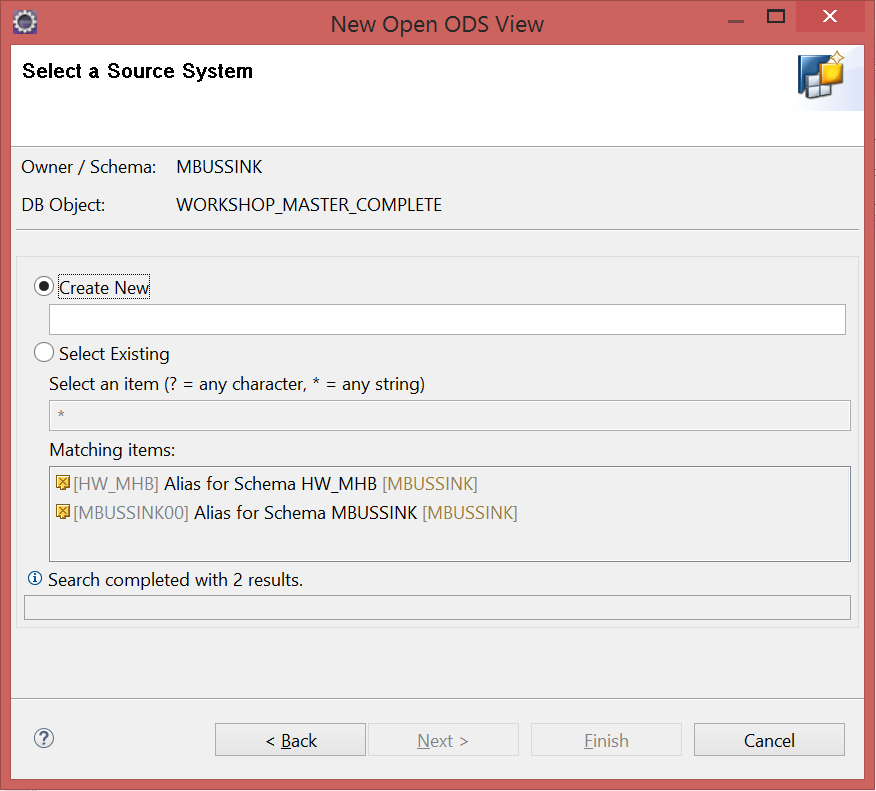 New Open ODS View
Select a Source System
Owner / Schema: MBUSSINK
DB Object: WORKSHOP_MASTER_COMPLETE
Create New
Select Existing
Select an item (? = any character, * = any string)
*
Matching items:
[HW_MHB] Alias for Schema HW_MHB [MBUSSINK]
[MBUSSINK00] Alias for Schema MBUSSINK [MBUSSINK]
Search completed with 2 results.
? < Back Next > Finish Cancel